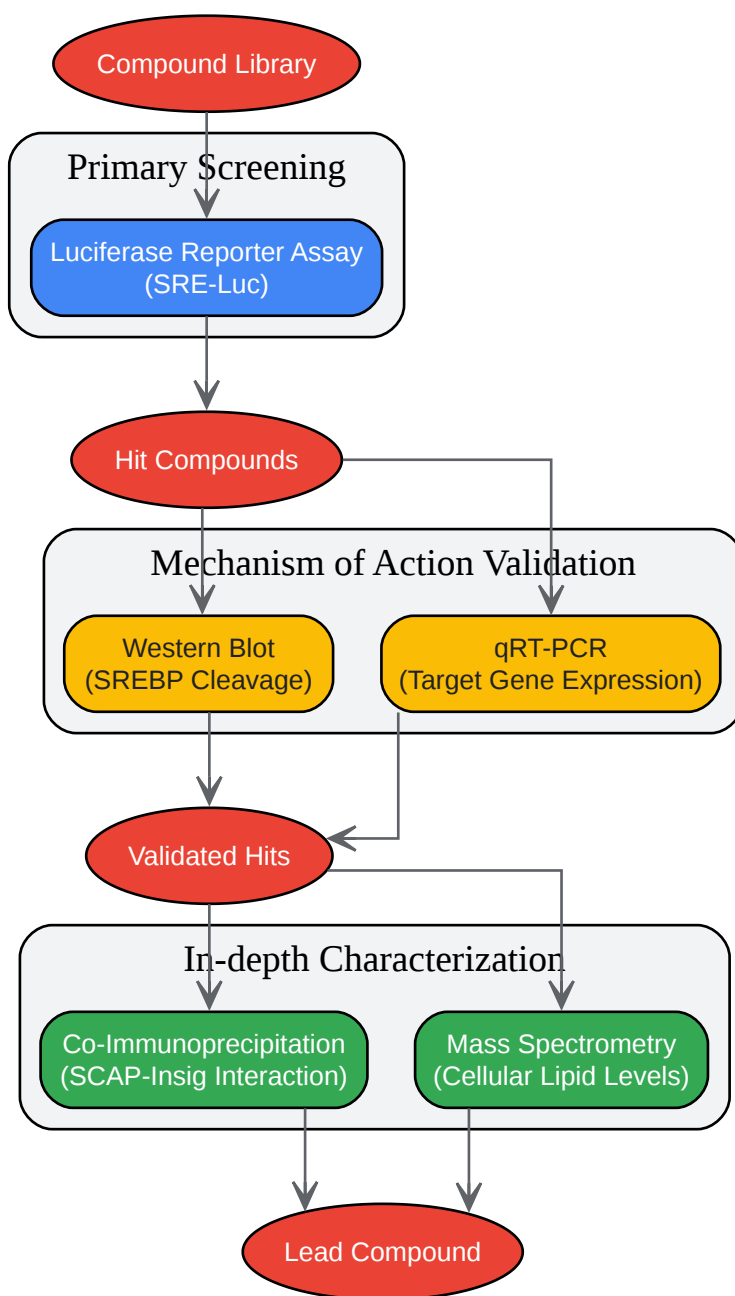 Compound Library
Primary Screening
Luciferase Reporter Assay
(SRE-Luc)
Hit Compounds
Mechanism of Action Validation
Western Blot
(SREBP Cleavage)
qRT-PCR
(Target Gene Expression)
Validated Hits
In-depth Characterization
Co-Immunoprecipitation
(SCAP-Insig Interaction)
Mass Spectrometry
(Cellular Lipid Levels)
Lead Compound